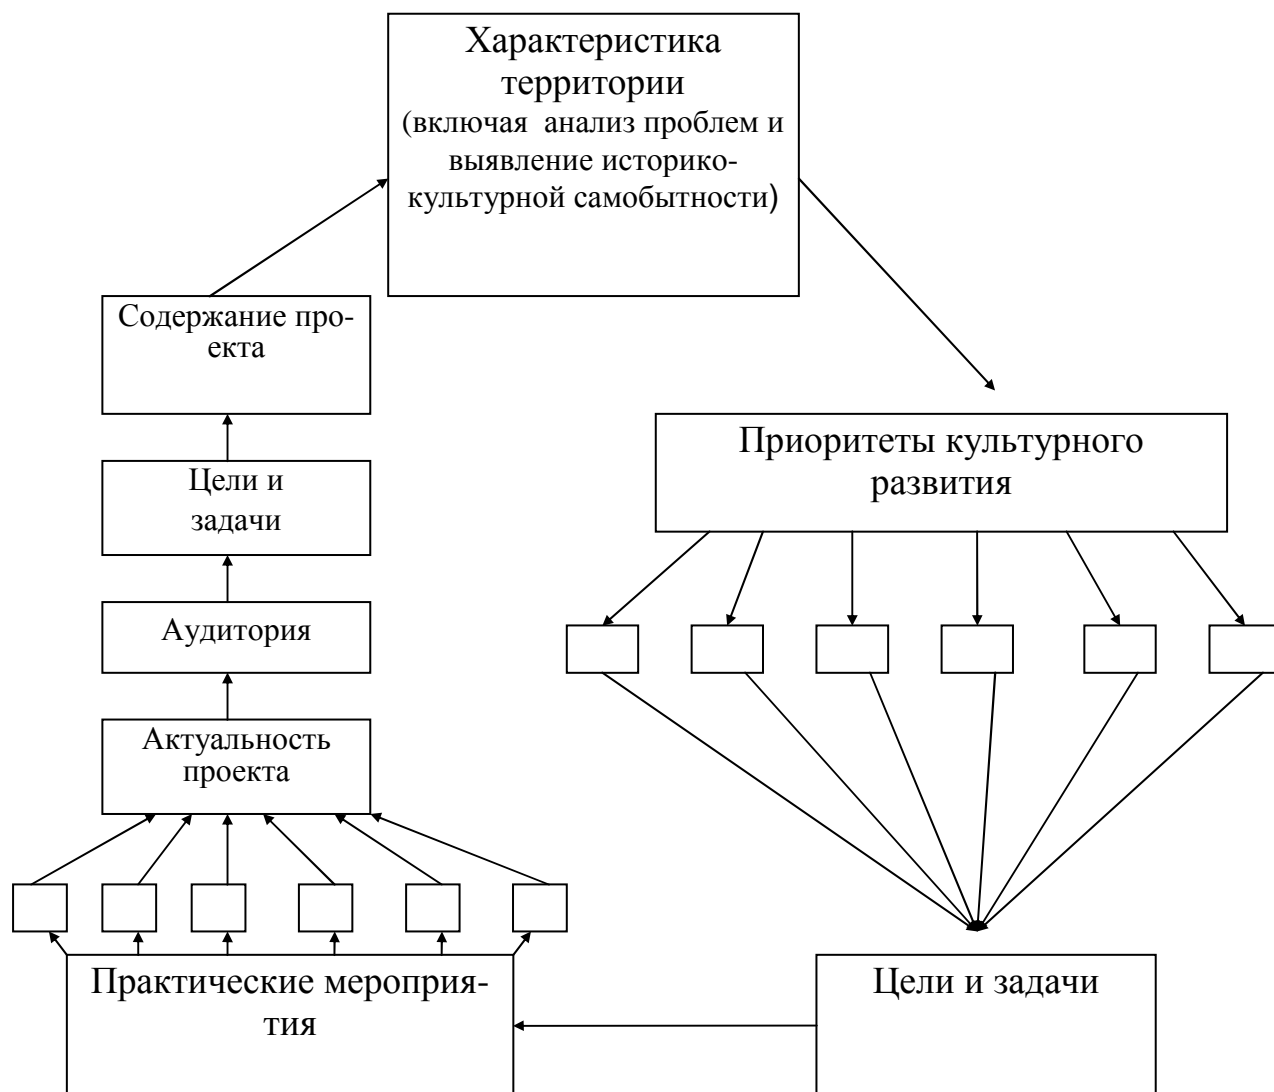 Характеристика
территории
(включая анализ проблем и
выявление историко-
культурной самобытности)
Содержание про-
екта
Приоритеты культурного
развития
Цели и
задачи
Аудитория
Актуальность
проекта
Практические мероприя-
тия
Цели и задачи